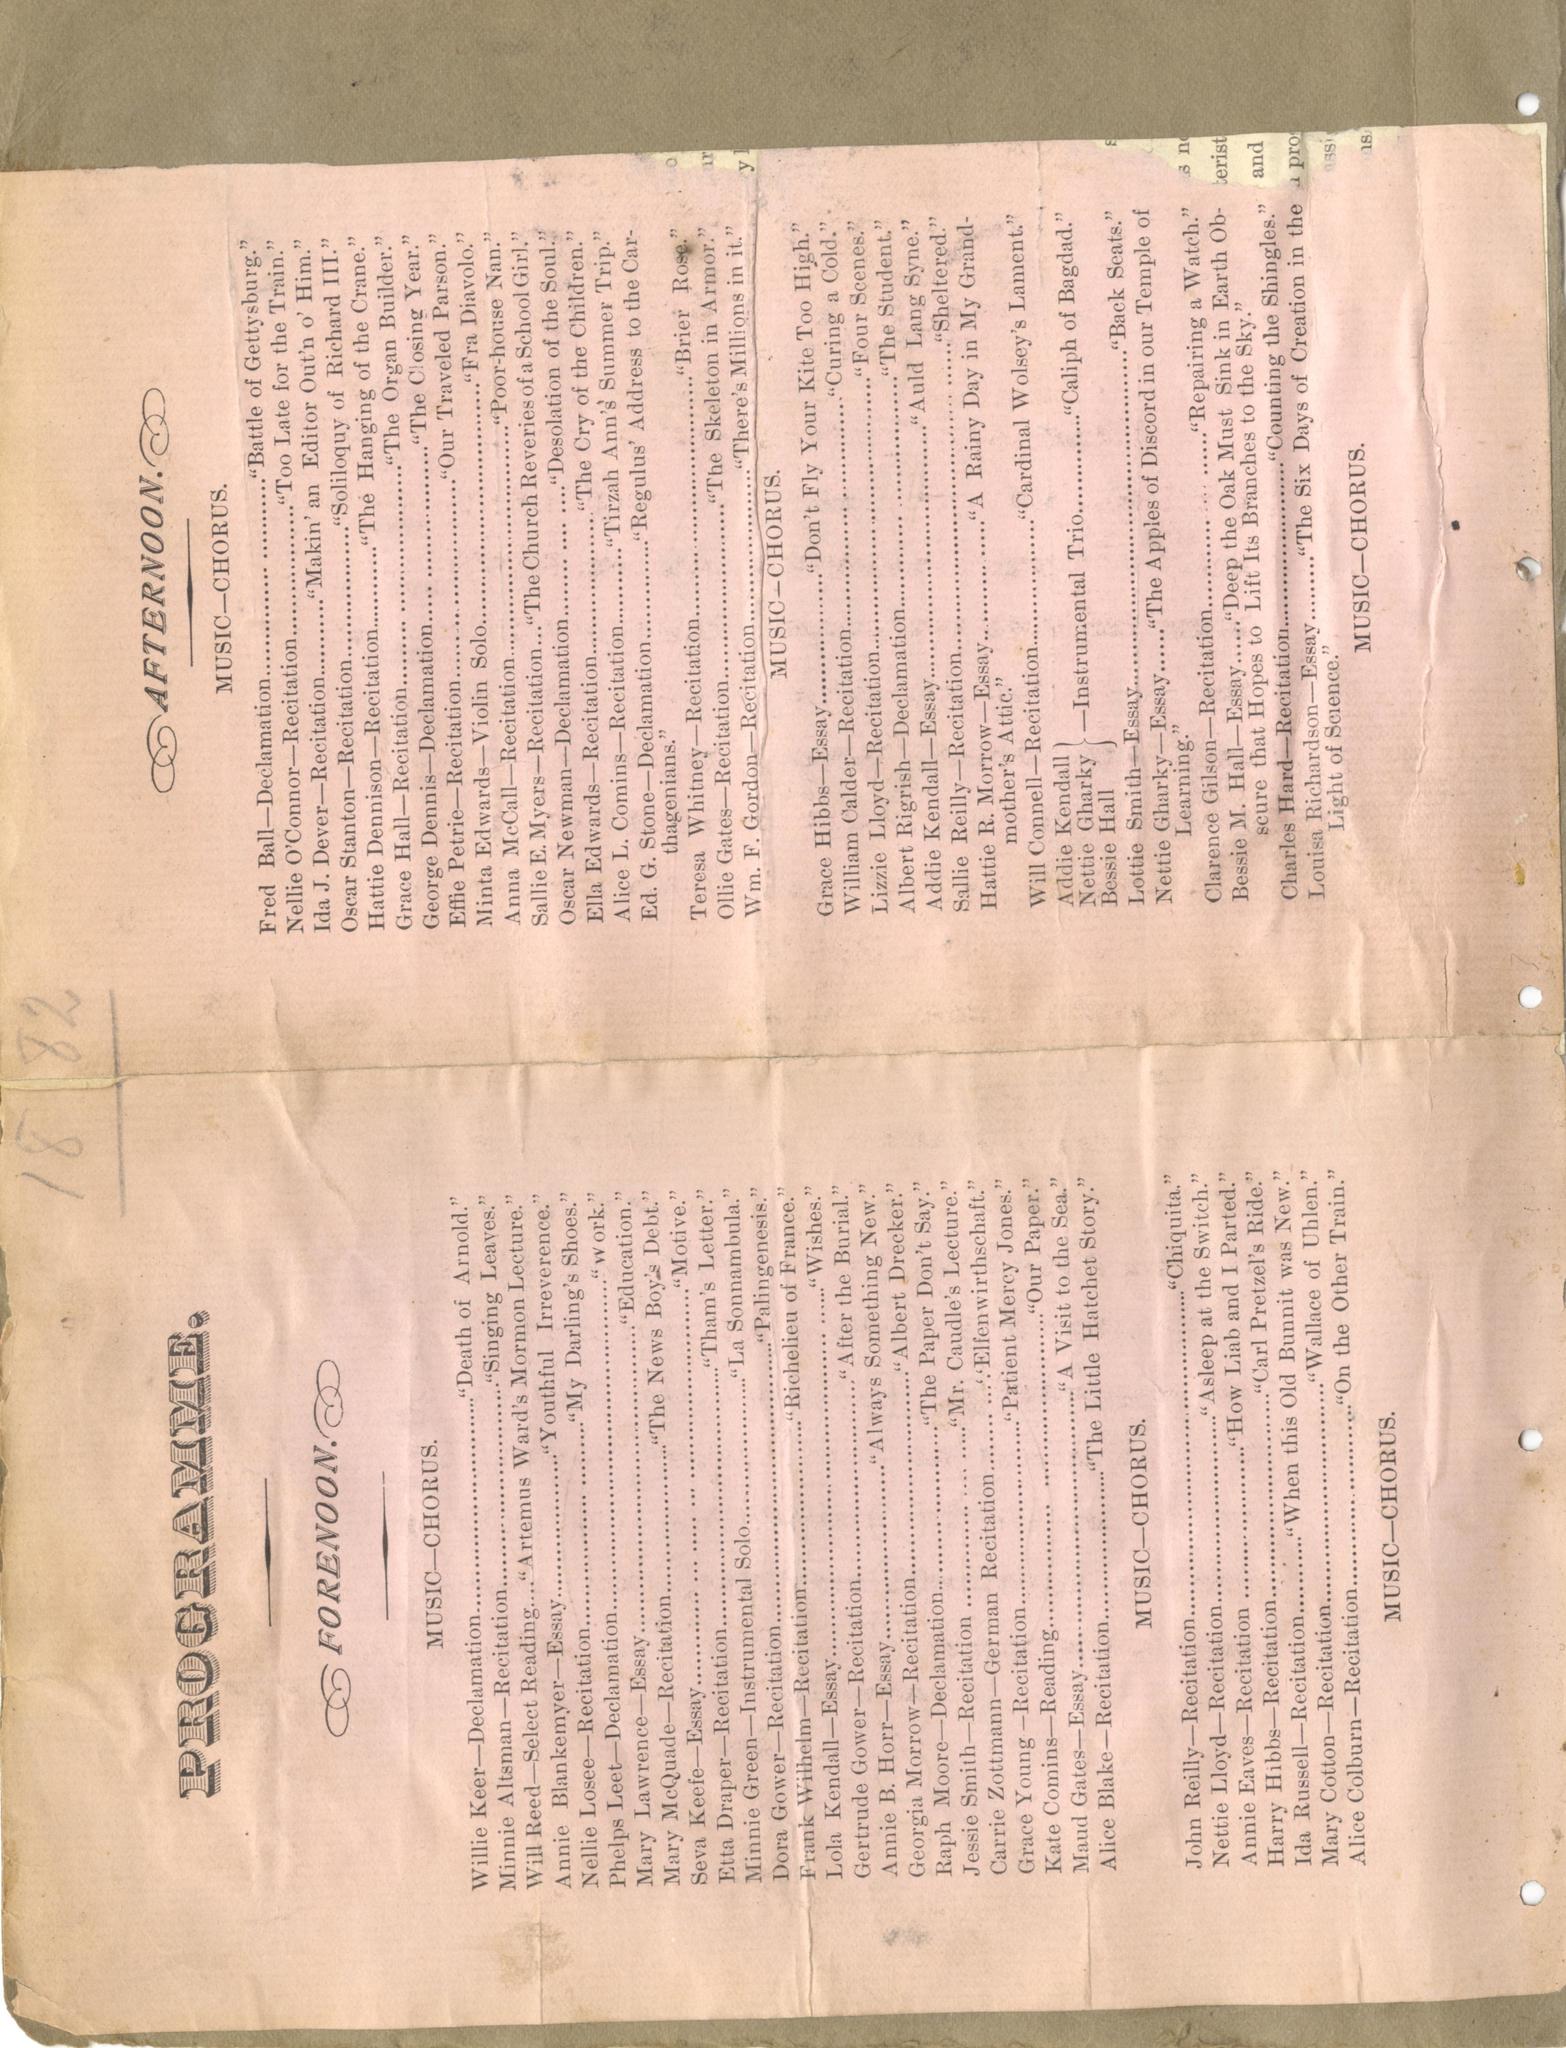 18 82
PROGRAMME.
FORENOON.
MUSIC—CHORUS.
Willie Keer—Declamation..........“Death of Arnold.”
Minnie Altsman—Recitation..........“Singing Leaves.”
Will Reed—Select Reading....“Artemus Ward's Mormon Lecture.”
Annie Blankemyer—Essay..........“Youthful Irreverence.”
Nellie Losee—Recitation..........“My Darling's Shoes.”
Phelps Leet—Declamation..........“Work.”
Mary Lawrence—Essay..........“Education.”
Mary McQuade—Recitation..........“The News Boy's Debt.”
Seva Keefe—Essay..........“Motive.”
Etta Draper—Recitation..........“Tham's Letter.”
Minnie Green—Instrumental Solo..........“La Sonnambula.”
Dora Gower—Recitation..........“Palingenesis.”
Frank Wilhelm—Recitation..........“Richelieu of France.”
Lola Kendall—Essay..........“Wishes.”
Gertrude Gower—Recitation..........“After the Burial.”
Annie B. Horr—Essay..........“Always Something New.”
Georgia Morrow—Recitation..........“Albert Drecker.”
Raph Moore—Declamation..........“The Paper Don't Say.”
Jessie Smith—Recitation..........“Mr. Caudle's Lecture.”
Carrie Zottmann—German Recitation..........“Elfenwirthschaft.”
Grace Young—Recitation..........“Patient Mercy Jones.”
Kate Comins—Reading..........“Our Paper.”
Maud Gates—Essay..........“A Visit to the Sea.”
Alice Blake—Recitation..........“The Little Hatchet Story.”
MUSIC—CHORUS.
John Reilly—Recitation..........“Chiquita.”
Nettie Lloyd—Recitation..........“Asleep at the Switch.”
Annie Eaves—Recitation..........“How Liab and I Parted.”
Harry Hibbs—Recitation..........“Carl Pretzel's Ride.”
Ida Russell—Recitation..........“When this Old Bunnit was New.”
Mary Cotton—Recitation..........“Wallace of Uhlen.”
Alice Colburn—Recitation..........“On the Other Train.”
MUSIC—CHORUS.
AFTERNOON.
MUSIC—CHORUS.
Fred Ball—Declamation..........“Battle of Gettysburg.”
Nellie O'Connor—Recitation..........“Too Late for the Train.”
Ida J. Dever—Recitation..........“Makin' an Editor Out'n o' Him.”
Oscar Stanton—Recitation..........“Soliloquy of Richard III.”
Hattie Dennison—Recitation..........“The Hanging of the Crane.”
Grace Hall—Recitation..........“The Organ Builder.”
George Dennis—Declamation..........“The Closing Year.”
Effie Petrie—Recitation..........“Our Traveled Parson.”
Minta Edwards—Violin Solo..........“Fra Diavolo.”
Anna McCall—Recitation..........“Poor-house Nan.”
Sallie E. Myers—Recitation....“The Church Reveries of a School Girl.”
Oscar Newman—Declamation..........“Desolation of the Soul.”
Ella Edwards—Recitation..........“The Cry of the Children.”
Alice L. Comins—Recitation..........“Tirzah Ann's Summer Trip.”
Ed. G. Stone—Declamation..........“Regulus' Address to the Car-
thagenians.”
Teresa Whitney—Recitation..........“Brier Rose.”
Ollie Gates—Recitation..........“The Skeleton in Armor.”
Wm. F. Gordon—Recitation..........“There's Millions in it.”
MUSIC—CHORUS.
Grace Hibbs—Essay..........“Don't Fly Your Kite Too High.”
William Calder—Recitation..........“Curing a Cold.”
Lizzie Lloyd—Recitation..........“Four Scenes.”
Albert Rigrish—Declamation..........“The Student.”
Addie Kendall—Essay..........“Auld Lang Syne.”
Sallie Reilly—Recitation..........“Sheltered.”
Hattie R. Morrow—Essay..........“A Rainy Day in My Grand-
mother's Attic.”
Will Connell—Recitation..........“Cardinal Wolsey's Lament.”
Addie Kendall
Nettie Gharky }—Instrumental Trio..........“Caliph of Bagdad.”
Bessie Hall
Lottie Smith—Essay..........“Back Seats.”
Nettie Gharky—Essay......“The Apples of Discord in our Temple of
Learning.”
Clarence Gilson—Recitation..........“Repairing a Watch.”
Bessie M. Hall—Essay.....“Deep the Oak Must Sink in Earth Ob-
scure that Hopes to Lift Its Branches to the Sky.”
Charles Hard—Recitation..........“Counting the Shingles.”
Louisa Richardson—Essay..........“The Six Days of Creation in the
Light of Science.”
MUSIC—CHORUS.
and